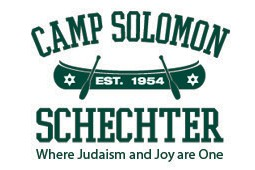 CAMP SOLOMON
EST. 1954
SCHECHTER
Where Judaism and Joy are One